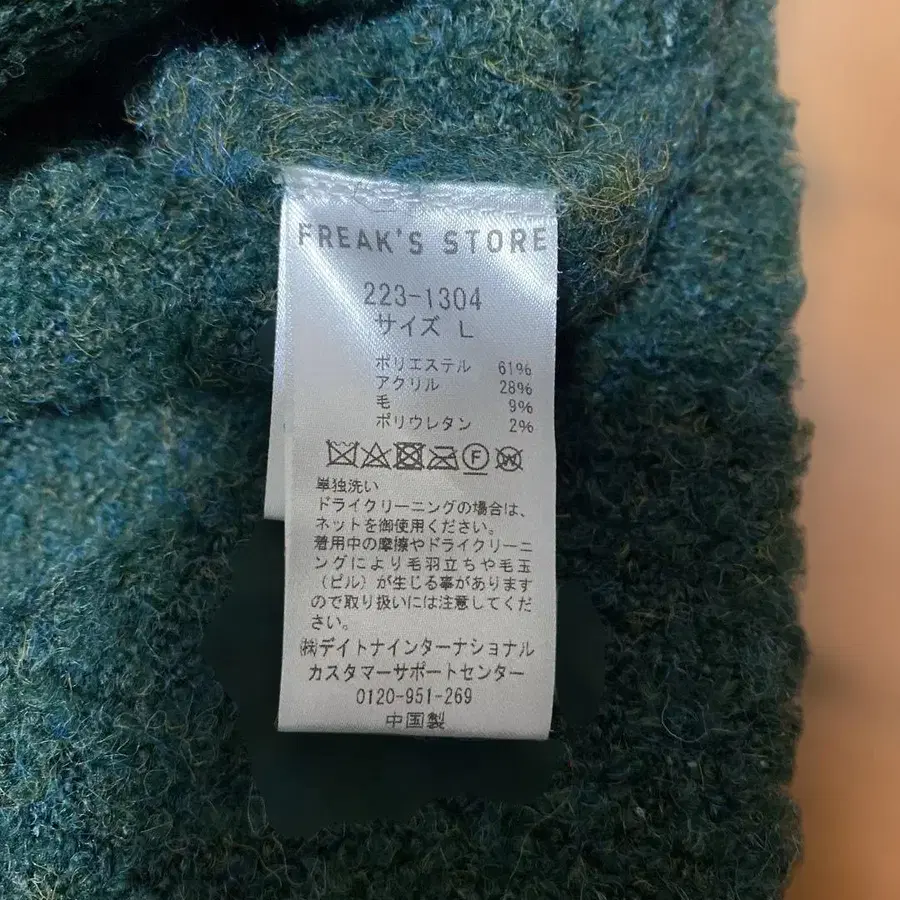 FREAK'S STORE
223-1304
サイズ L
ポリエステル 61%
アクリル 28%
毛 9%
ポリウレタン 2%
F W
単独洗い
ドライクリーニングの場合は、
ネットを御使用ください。
着用中の摩擦やドライクリーニ
ングにより毛羽立ちや毛玉
（ピル）が生じる事があります
ので取り扱いには注意してくだ
さい。
㈱デイトナインターナショナル
カスタマーサポートセンター
0120-951-269
中国製